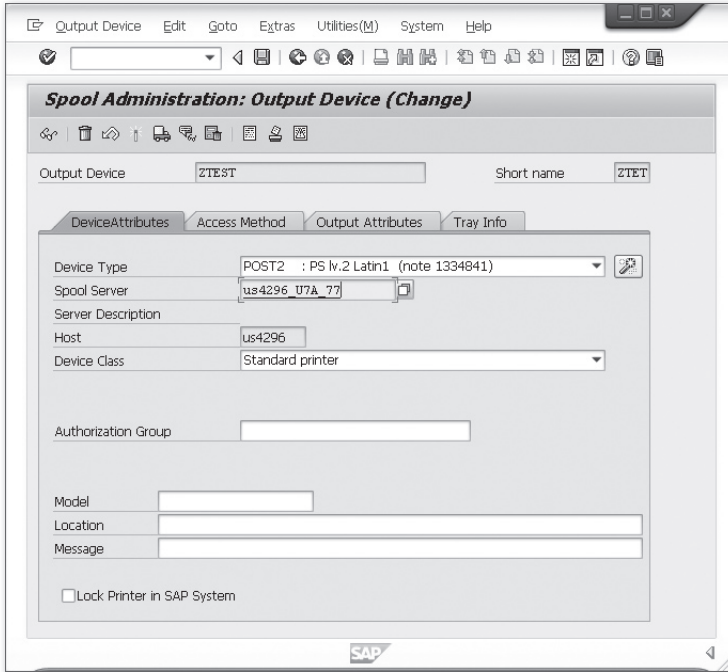 Output Device Edit Goto Extras Utilities(M) System Help
Spool Administration: Output Device (Change)
Output Device ZTEST Short name ZTET
DeviceAttributes Access Method Output Attributes Tray Info
Device Type POST2 : PS lv.2 Latin1 (note 1334841)
Spool Server us4296_U7A_77
Server Description
Host us4296
Device Class Standard printer
Authorization Group
Model
Location
Message
Lock Printer in SAP System
SAP